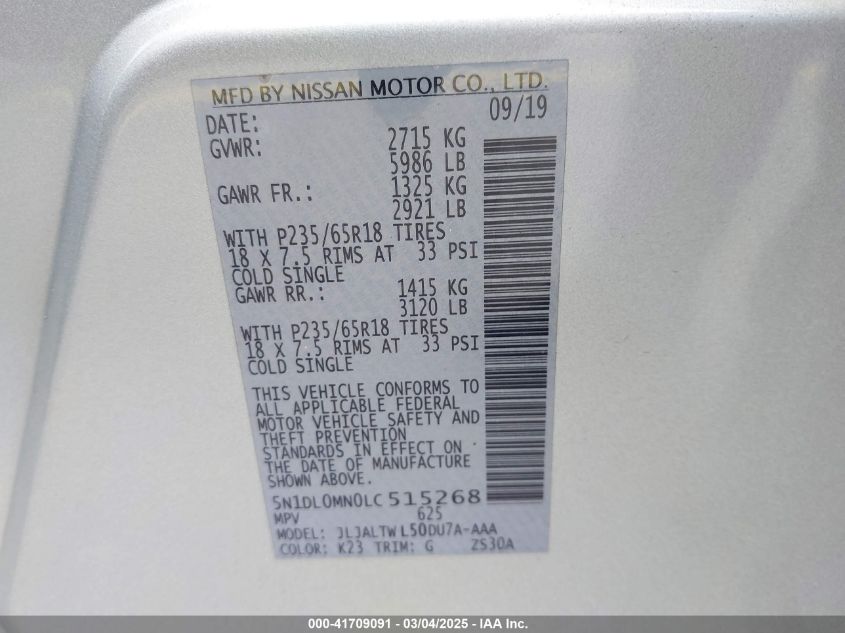 MFD BY NISSAN MOTOR CO., LTD.
DATE: 09/19
GVWR: 2715 KG
5986 LB
GAWR FR.: 1325 KG
2921 LB
WITH P235/65R18 TIRES
18 X 7.5 RIMS AT 33 PSI
COLD SINGLE
GAWR RR.: 1415 KG
3120 LB
WITH P235/65R18 TIRES
18 X 7.5 RIMS AT 33 PSI
COLD SINGLE
THIS VEHICLE CONFORMS TO
ALL APPLICABLE FEDERAL
MOTOR VEHICLE SAFETY AND
THEFT PREVENTION
STANDARDS IN EFFECT ON
THE DATE OF MANUFACTURE
SHOWN ABOVE.
5N1DL0MN0LC515268
MPV 625
MODEL: JLJALTWL50DU7A-AAA
COLOR: K23 TRIM: G ZS30A
000-41709091 - 03/04/2025 - IAA Inc.